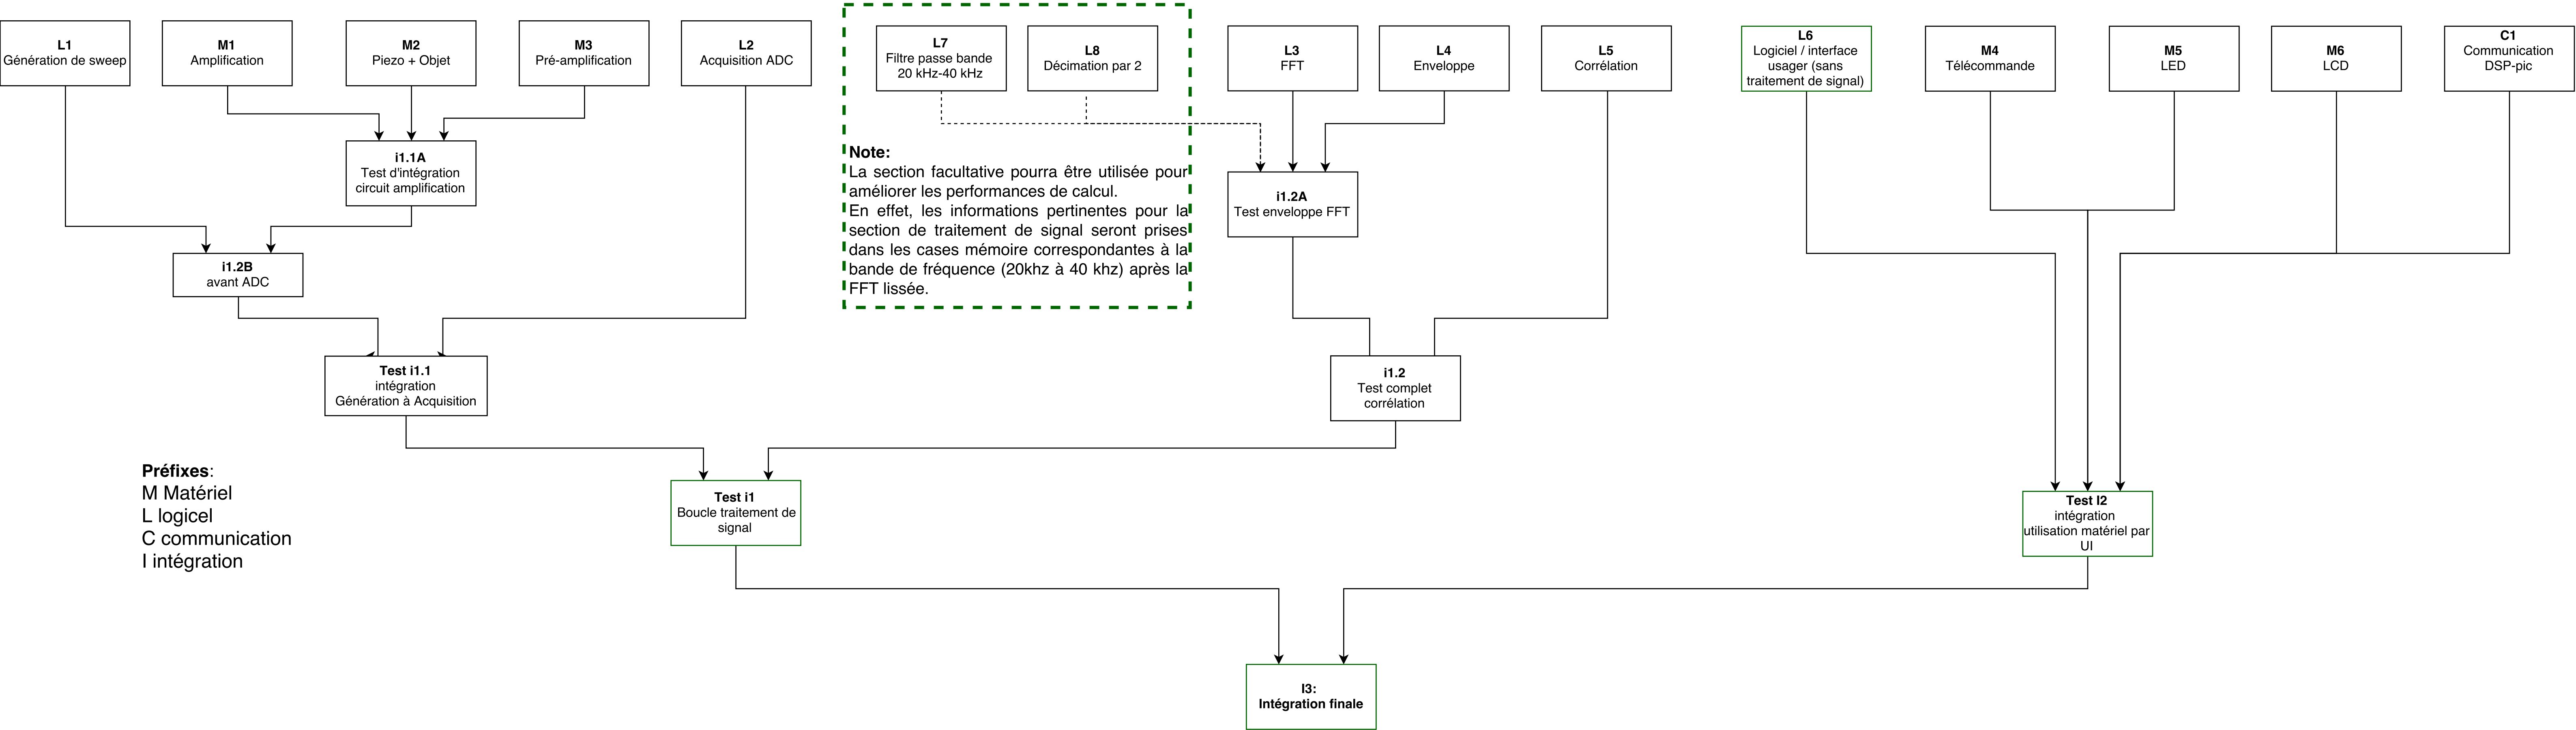 L1
Génération de sweep
M1
Amplification
M2
Piezo + Objet
M3
Pré-amplification
L2
Acquisition ADC
L7
Filtre passe bande
20 kHz-40 kHz
L8
Décimation par 2
L3
FFT
L4
Enveloppe
L5
Corrélation
L6
Logiciel / interface
usager (sans
traitement de signal)
M4
Télécommande
M5
LED
M6
LCD
C1
Communication
DSP-pic
i1.1A
Test d'intégration
circuit amplification
Note:
La section facultative pourra être utilisée pour
améliorer les performances de calcul.
En effet, les informations pertinentes pour la
section de traitement de signal seront prises
dans les cases mémoire correspondantes à la
bande de fréquence (20khz à 40 khz) après la
FFT lissée.
i1.2A
Test enveloppe FFT
i1.2B
avant ADC
Test i1.1
intégration
Génération à Acquisition
i1.2
Test complet
corrélation
Préfixes:
M Matériel
L logicel
C communication
I intégration
Test i1
Boucle traitement de
signal
Test I2
intégration
utilisation matériel par
UI
I3:
Intégration finale